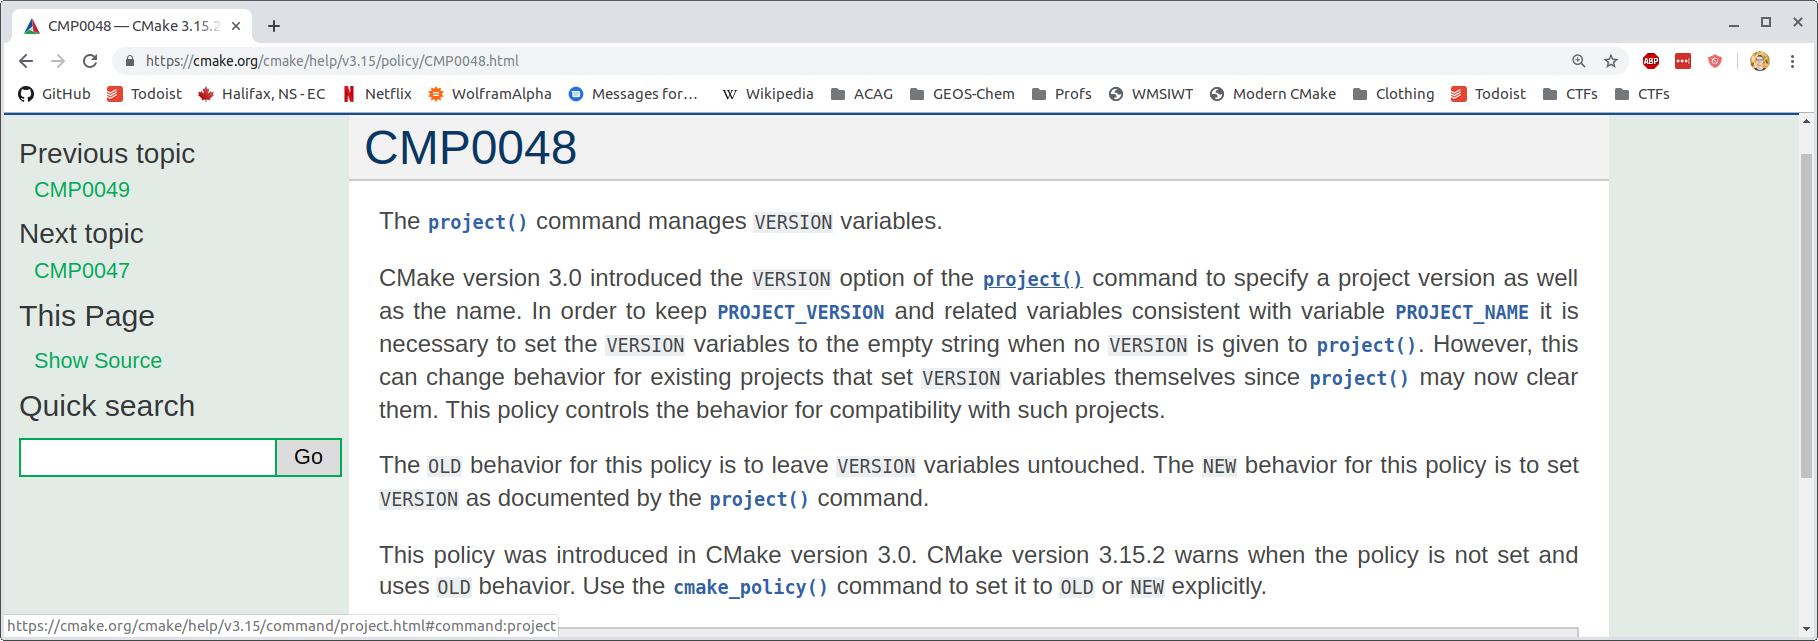 CMP0048 — CMake 3.15.2
https://cmake.org/cmake/help/v3.15/policy/CMP0048.html
ABP
GitHub Todoist Halifax, NS - EC Netflix WolframAlpha Messages for… Wikipedia ACAG GEOS-Chem Profs WMSIWT Modern CMake Clothing Todoist CTFs CTFs
Previous topic
CMP0049
Next topic
CMP0047
This Page
Show Source
Quick search
Go
CMP0048
The project() command manages VERSION variables.
CMake version 3.0 introduced the VERSION option of the project() command to specify a project version as well
as the name. In order to keep PROJECT_VERSION and related variables consistent with variable PROJECT_NAME it is
necessary to set the VERSION variables to the empty string when no VERSION is given to project(). However, this
can change behavior for existing projects that set VERSION variables themselves since project() may now clear
them. This policy controls the behavior for compatibility with such projects.
The OLD behavior for this policy is to leave VERSION variables untouched. The NEW behavior for this policy is to set
VERSION as documented by the project() command.
This policy was introduced in CMake version 3.0. CMake version 3.15.2 warns when the policy is not set and
uses OLD behavior. Use the cmake_policy() command to set it to OLD or NEW explicitly.
https://cmake.org/cmake/help/v3.15/command/project.html#command:project